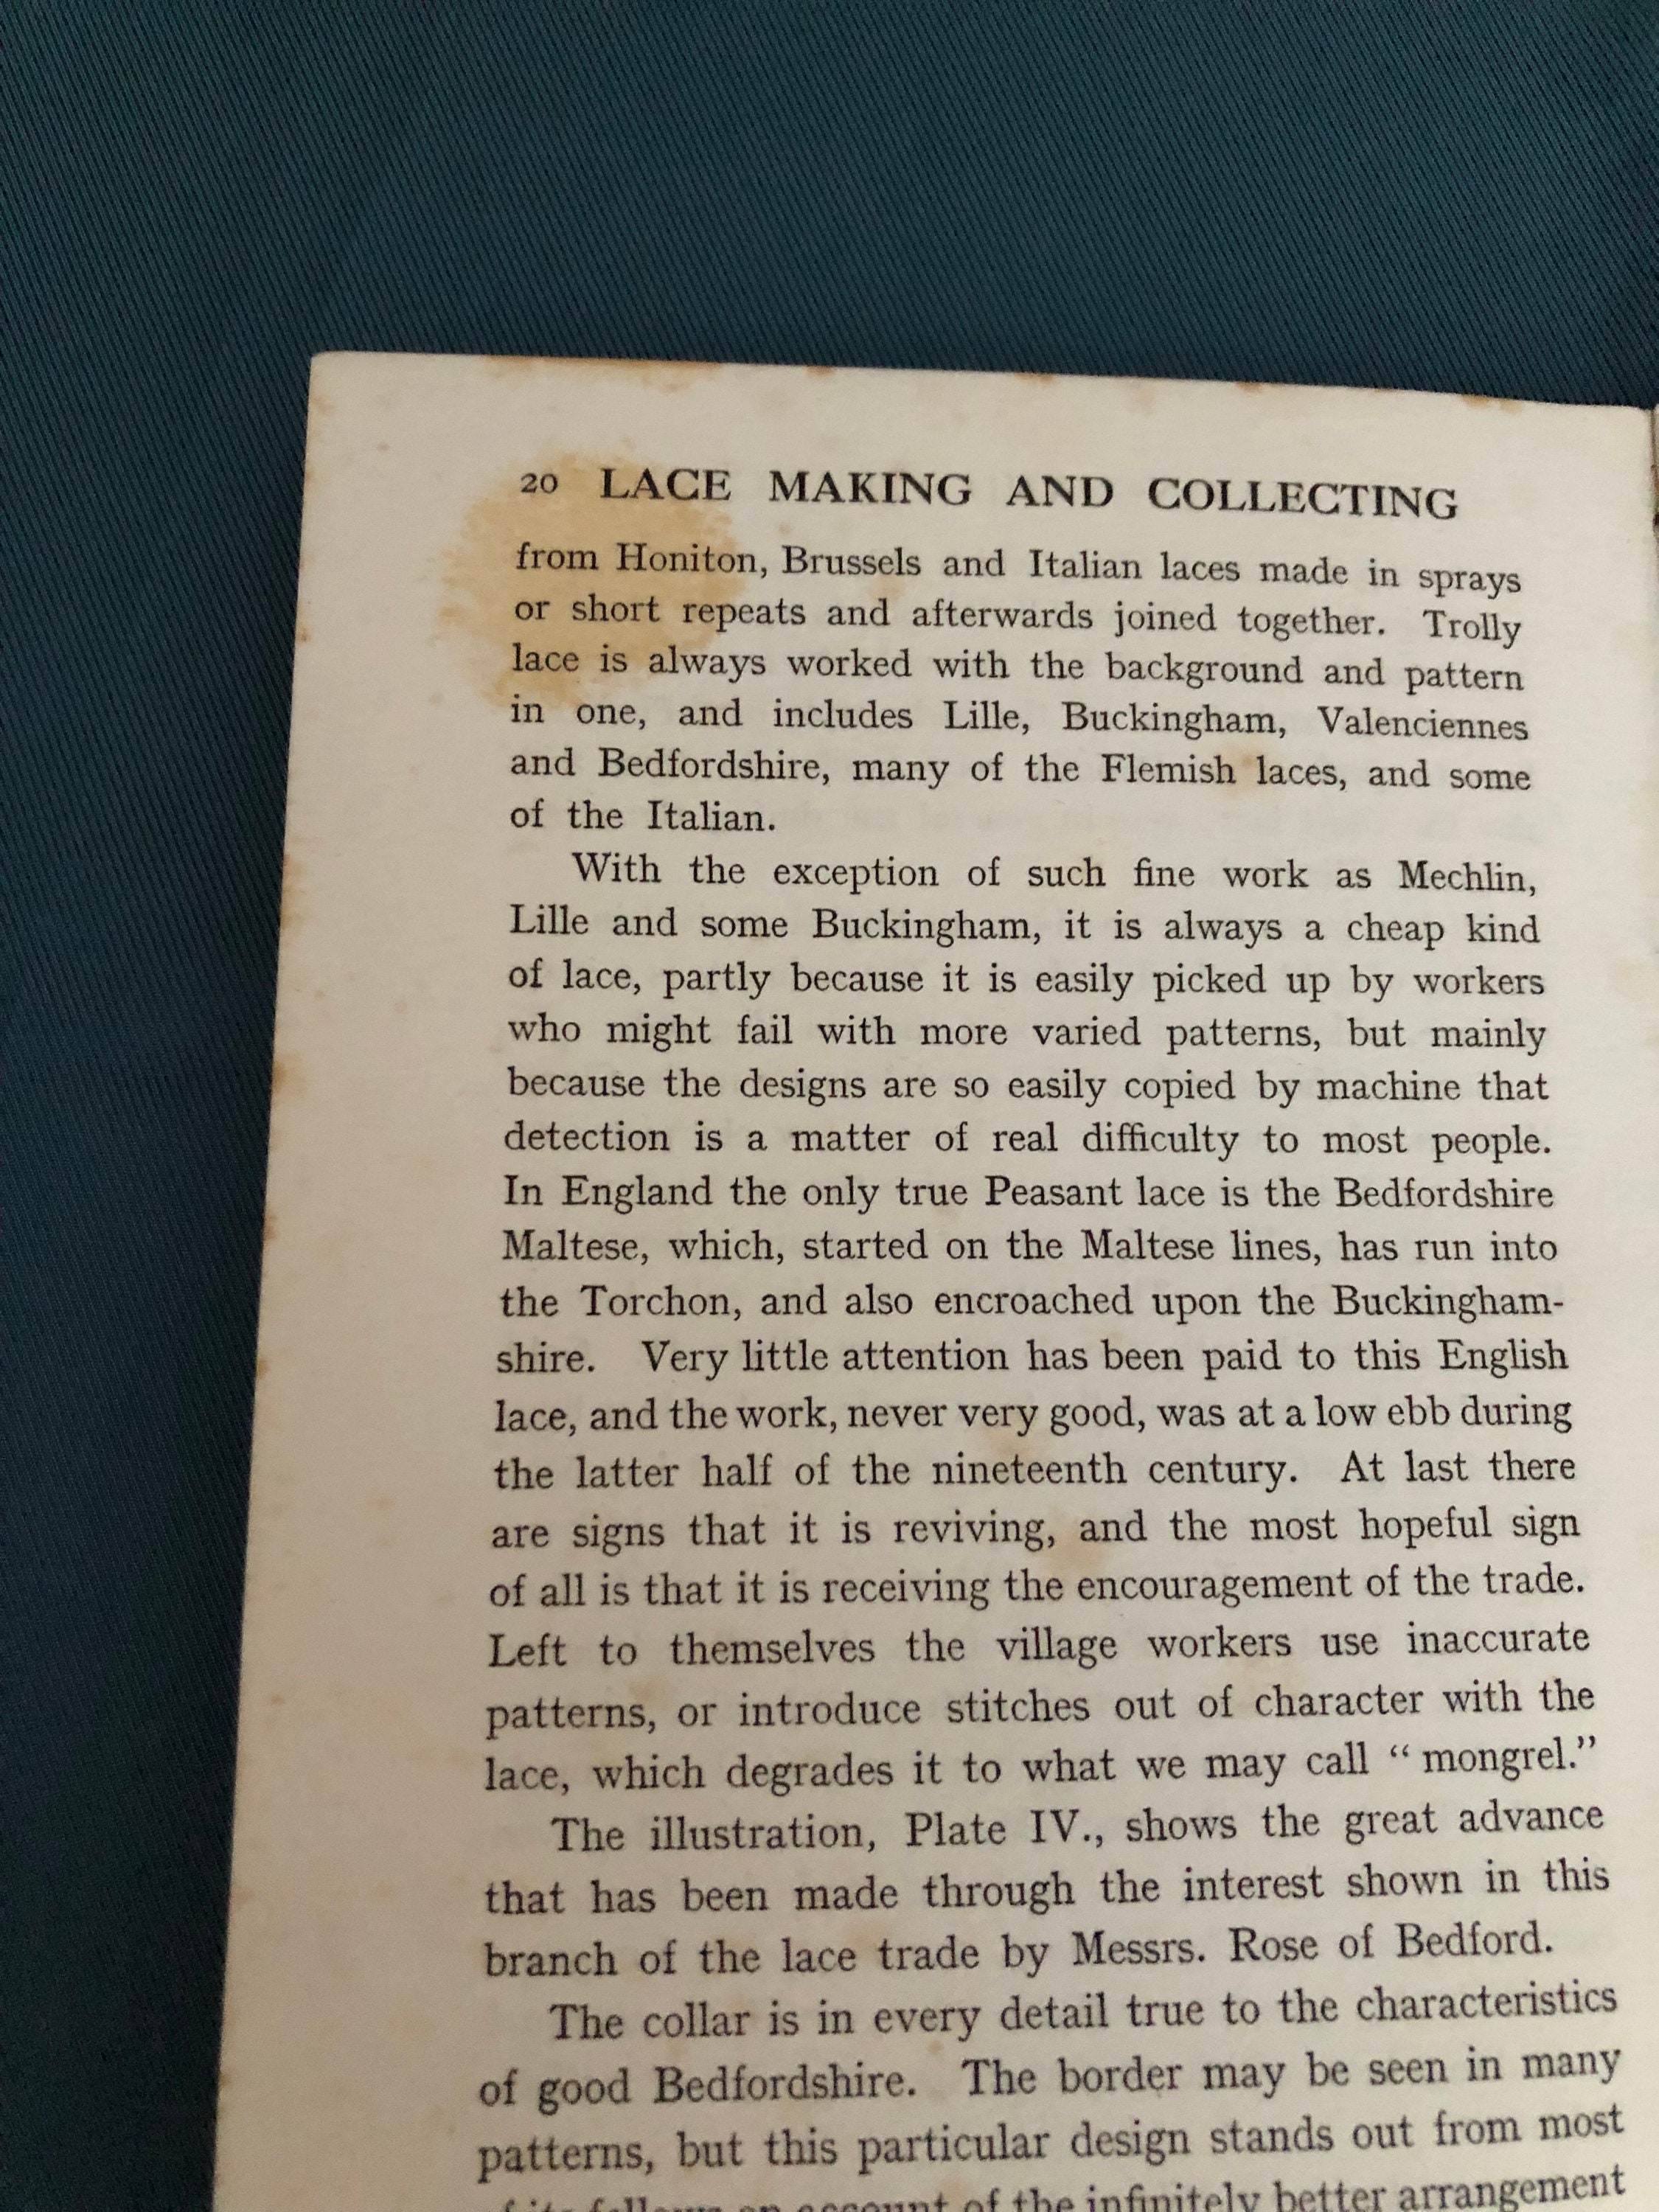 20 LACE MAKING AND COLLECTING
from Honiton, Brussels and Italian laces made in sprays
or short repeats and afterwards joined together. Trolly
lace is always worked with the background and pattern
in one, and includes Lille, Buckingham, Valenciennes
and Bedfordshire, many of the Flemish laces, and some
of the Italian.
With the exception of such fine work as Mechlin,
Lille and some Buckingham, it is always a cheap kind
of lace, partly because it is easily picked up by workers
who might fail with more varied patterns, but mainly
because the designs are so easily copied by machine that
detection is a matter of real difficulty to most people.
In England the only true Peasant lace is the Bedfordshire
Maltese, which, started on the Maltese lines, has run into
the Torchon, and also encroached upon the Buckingham-
shire. Very little attention has been paid to this English
lace, and the work, never very good, was at a low ebb during
the latter half of the nineteenth century. At last there
are signs that it is reviving, and the most hopeful sign
of all is that it is receiving the encouragement of the trade.
Left to themselves the village workers use inaccurate
patterns, or introduce stitches out of character with the
lace, which degrades it to what we may call “ mongrel.”
The illustration, Plate IV., shows the great advance
that has been made through the interest shown in this
branch of the lace trade by Messrs. Rose of Bedford.
The collar is in every detail true to the characteristics
of good Bedfordshire. The border may be seen in many
patterns, but this particular design stands out from most
of its fellows on account of the infinitely better arrangement